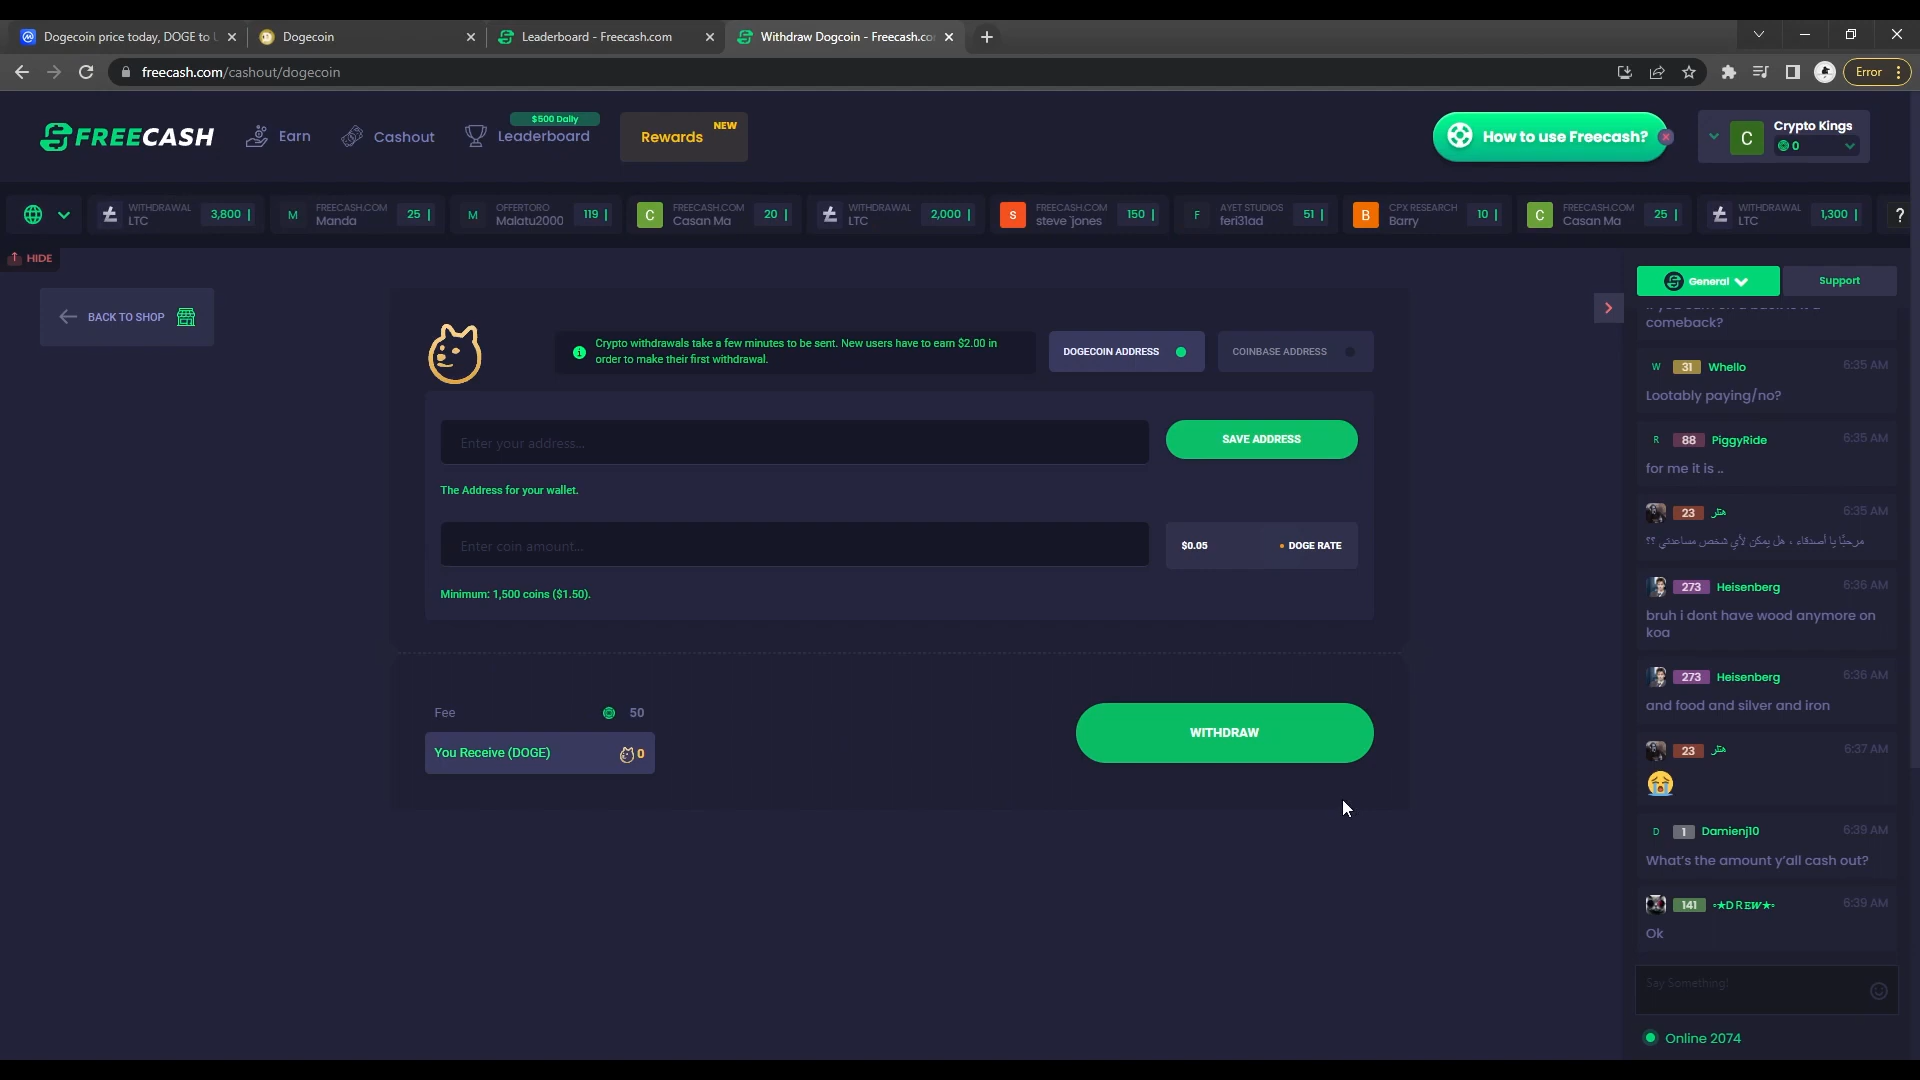 Dogecoin price today, DOGE to U
Dogecoin
Leaderboard - Freecash.com
Withdraw Dogcoin - Freecash.co
freecash.com/cashout/dogecoin
Error
FREECASH
Earn
Cashout
$500 Daily
Leaderboard
Rewards
NEW
How to use Freecash?
C
Crypto Kings
0
WITHDRAWAL
LTC
3,800
M
FREECASH.COM
Manda
25
M
OFFERTORO
Malatu2000
119
C
FREECASH.COM
Casan Ma
20
WITHDRAWAL
LTC
2,000
S
FREECASH.COM
steve `jones
150
F
AYET STUDIOS
feri31ad
51
B
CPX RESEARCH
Barry
10
C
FREECASH.COM
Casan Ma
25
WITHDRAWAL
LTC
1,300
?
HIDE
BACK TO SHOP
Crypto withdrawals take a few minutes to be sent. New users have to earn $2.00 in
order to make their first withdrawal.
DOGECOIN ADDRESS
COINBASE ADDRESS
Enter your address...
SAVE ADDRESS
The Address for your wallet.
Enter coin amount...
$0.05
DOGE RATE
Minimum: 1,500 coins ($1.50).
Fee
50
You Receive (DOGE)
0
WITHDRAW
General
Support
comeback?
W 31 Whello 6:35 AM
Lootably paying/no?
R 88 PiggyRide 6:35 AM
for me it is ..
23 هتلر 6:35 AM
مرحبًا يا أصدقاء ، هل يمكن لأي شخص مساعدتي ؟؟
273 Heisenberg 6:36 AM
bruh i dont have wood anymore on
koa
273 Heisenberg 6:36 AM
and food and silver and iron
23 هتلر 6:37 AM
😭
D 1 Damienj10 6:39 AM
What's the amount y'all cash out?
141 ◦★D R E W★◦ 6:39 AM
Ok
Say Something!
Online 2074